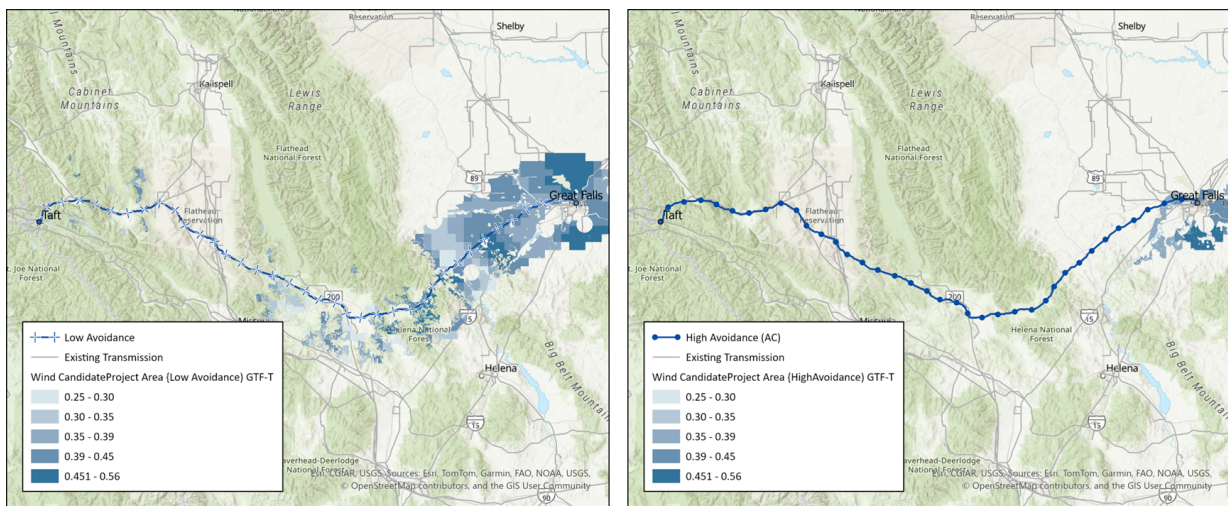 Shelby
Kalispell
Cabinet
Mountains
Lewis
Range
Flathead
National Forest
89
Great Falls
Taft
Flathead
Reservation
St. Joe National
Forest
200
Helena National
Forest
15
Low Avoidance
Existing Transmission
Wind CandidateProject Area {Low Avoidance) GTF-T
0.25 - 0.30
0.30 - 0.35
0.35 - 0.39
0.39 - 0.45
0.451 - 0.56
Helena
Big Belt Mountains
15
National Forest
Esri, CGIAR, USGS, Sources: Esri, TomTom, Garmin, FAO, NOAA, USGS,
© OpenStreetMap contributors, and the GIS User Community
90
Shelby
Kalispell
Cabinet
Mountains
Lewis
Range
Flathead
National Forest
89
Great Falls
Taft
Flathead
Reservation
St. Joe National
Forest
200
Helena National
Forest
15
High Avoidance (AC)
Existing Transmission
Wind CandidateProject Area {HighAvoidance) GTF-T
0.25 - 0.30
0.30 - 0.35
0.35 - 0.39
0.39 - 0.45
0.451 - 0.56
Helena
Big Belt Mountains
15
National Forest
Esri, CGIAR, USGS, Sources: Esri, TomTom, Garmin, FAO, NOAA, USGS,
© OpenStreetMap contributors, and the GIS User Community
90